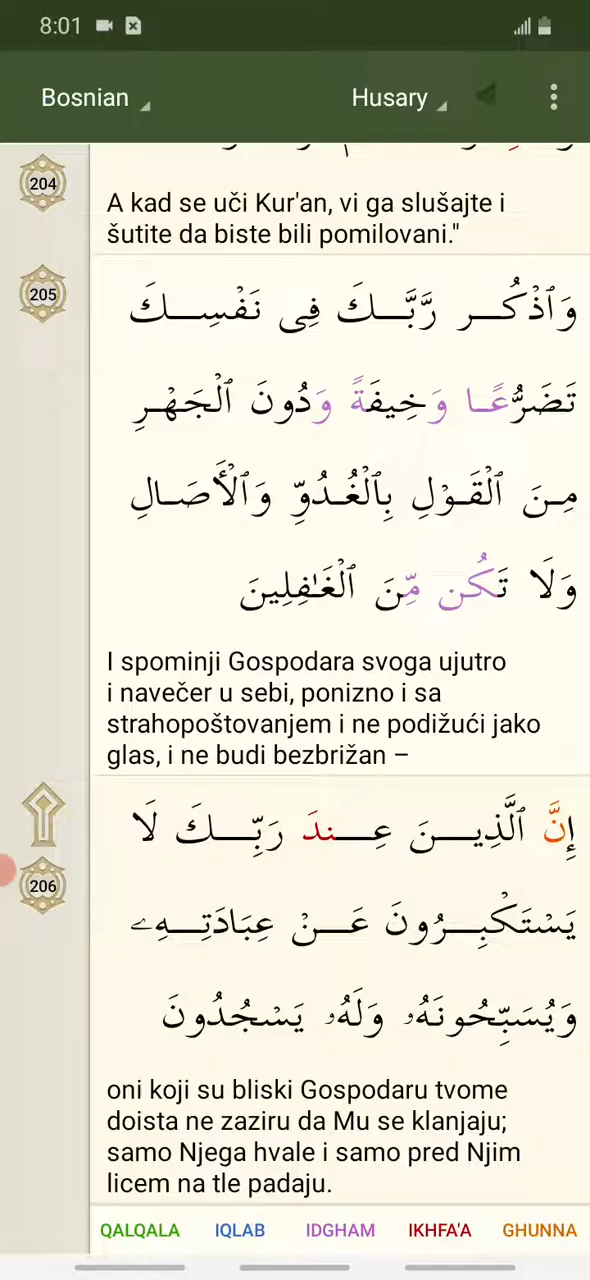 8:01
Bosnian
Husary
204
A kad se uči Kur'an, vi ga slušajte i
šutite da biste bili pomilovani."
205
وَٱذْكُر رَّبَّكَ فِى نَفْسِكَ
تَضَرُّعًا وَخِيفَةً وَدُونَ ٱلْجَهْرِ
مِنَ ٱلْقَوْلِ بِٱلْغُدُوِّ وَٱلْأَصَالِ
وَلَا تَكُن مِّنَ ٱلْغَـٰفِلِينَ
I spominji Gospodara svoga ujutro
i navečer u sebi, ponizno i sa
strahopoštovanjem i ne podižući jako
glas, i ne budi bezbrižan –
206
إِنَّ ٱلَّذِينَ عِندَ رَبِّكَ لَا
يَسْتَكْبِرُونَ عَنْ عِبَادَتِهِۦ
وَيُسَبِّحُونَهُۥ وَلَهُۥ يَسْجُدُونَ
oni koji su bliski Gospodaru tvome
doista ne zaziru da Mu se klanjaju;
samo Njega hvale i samo pred Njim
licem na tle padaju.
QALQALA IQLAB IDGHAM IKHFA'A GHUNNA